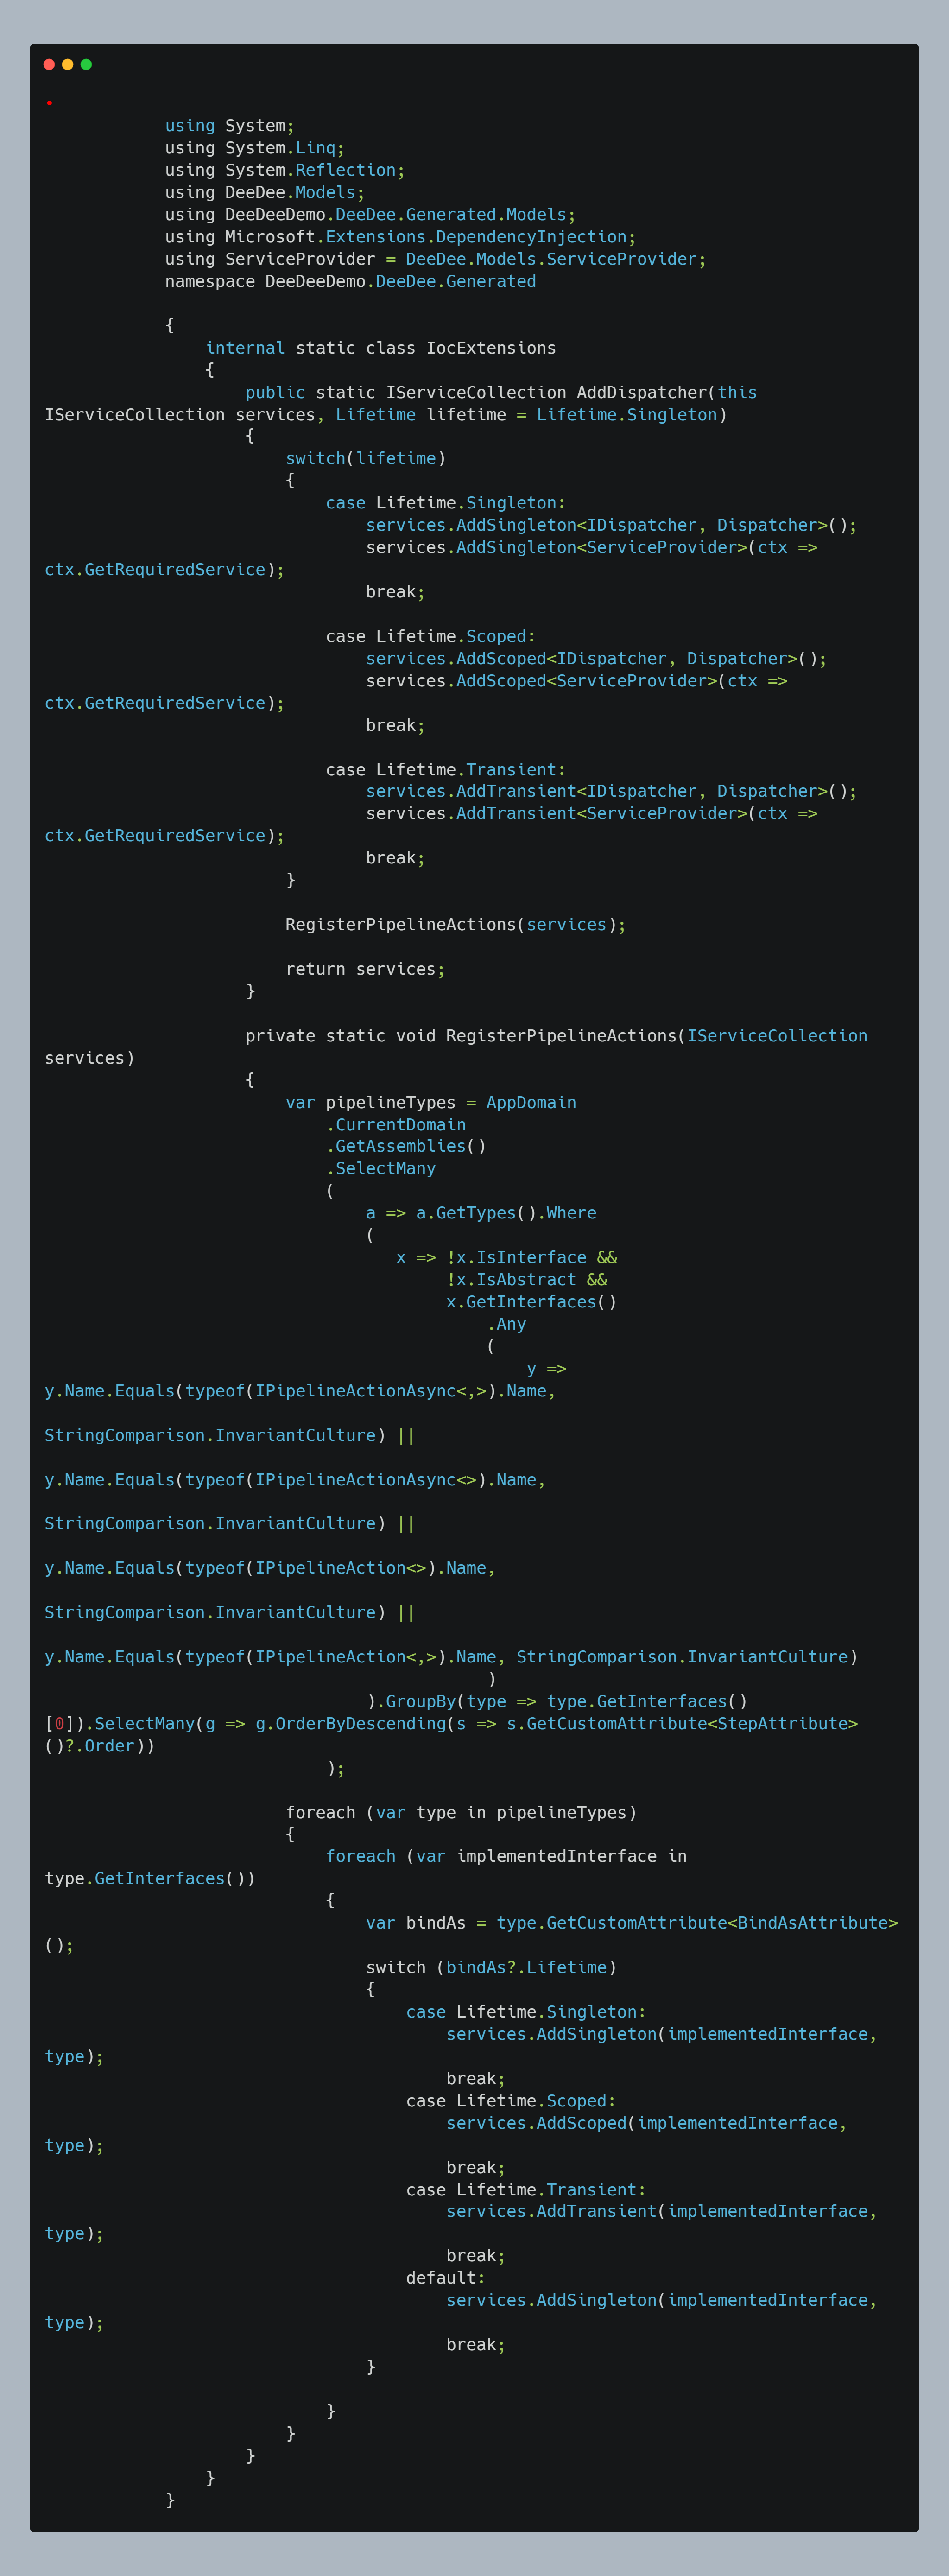 using System;
using System.Linq;
using System.Reflection;
using DeeDee.Models;
using DeeDeeDemo.DeeDee.Generated.Models;
using Microsoft.Extensions.DependencyInjection;
using ServiceProvider = DeeDee.Models.ServiceProvider;
namespace DeeDeeDemo.DeeDee.Generated
{
internal static class IocExtensions
{
public static IServiceCollection AddDispatcher(this
IServiceCollection services, Lifetime lifetime = Lifetime.Singleton)
{
switch(lifetime)
{
case Lifetime.Singleton:
services.AddSingleton<IDispatcher, Dispatcher>();
services.AddSingleton<ServiceProvider>(ctx =>
ctx.GetRequiredService);
break;
case Lifetime.Scoped:
services.AddScoped<IDispatcher, Dispatcher>();
services.AddScoped<ServiceProvider>(ctx =>
ctx.GetRequiredService);
break;
case Lifetime.Transient:
services.AddTransient<IDispatcher, Dispatcher>();
services.AddTransient<ServiceProvider>(ctx =>
ctx.GetRequiredService);
break;
}
RegisterPipelineActions(services);
return services;
}
private static void RegisterPipelineActions(IServiceCollection
services)
{
var pipelineTypes = AppDomain
.CurrentDomain
.GetAssemblies()
.SelectMany
(
a => a.GetTypes().Where
(
x => !x.IsInterface &&
!x.IsAbstract &&
x.GetInterfaces()
.Any
(
y =>
y.Name.Equals(typeof(IPipelineActionAsync<,>).Name,
StringComparison.InvariantCulture) ||
y.Name.Equals(typeof(IPipelineActionAsync<>).Name,
StringComparison.InvariantCulture) ||
y.Name.Equals(typeof(IPipelineAction<>).Name,
StringComparison.InvariantCulture) ||
y.Name.Equals(typeof(IPipelineAction<,>).Name, StringComparison.InvariantCulture)
)
).GroupBy(type => type.GetInterfaces()
[0]).SelectMany(g => g.OrderByDescending(s => s.GetCustomAttribute<StepAttribute>
()?.Order))
);
foreach (var type in pipelineTypes)
{
foreach (var implementedInterface in
type.GetInterfaces())
{
var bindAs = type.GetCustomAttribute<BindAsAttribute>
();
switch (bindAs?.Lifetime)
{
case Lifetime.Singleton:
services.AddSingleton(implementedInterface,
type);
break;
case Lifetime.Scoped:
services.AddScoped(implementedInterface,
type);
break;
case Lifetime.Transient:
services.AddTransient(implementedInterface,
type);
break;
default:
services.AddSingleton(implementedInterface,
type);
break;
}
}
}
}
}
}